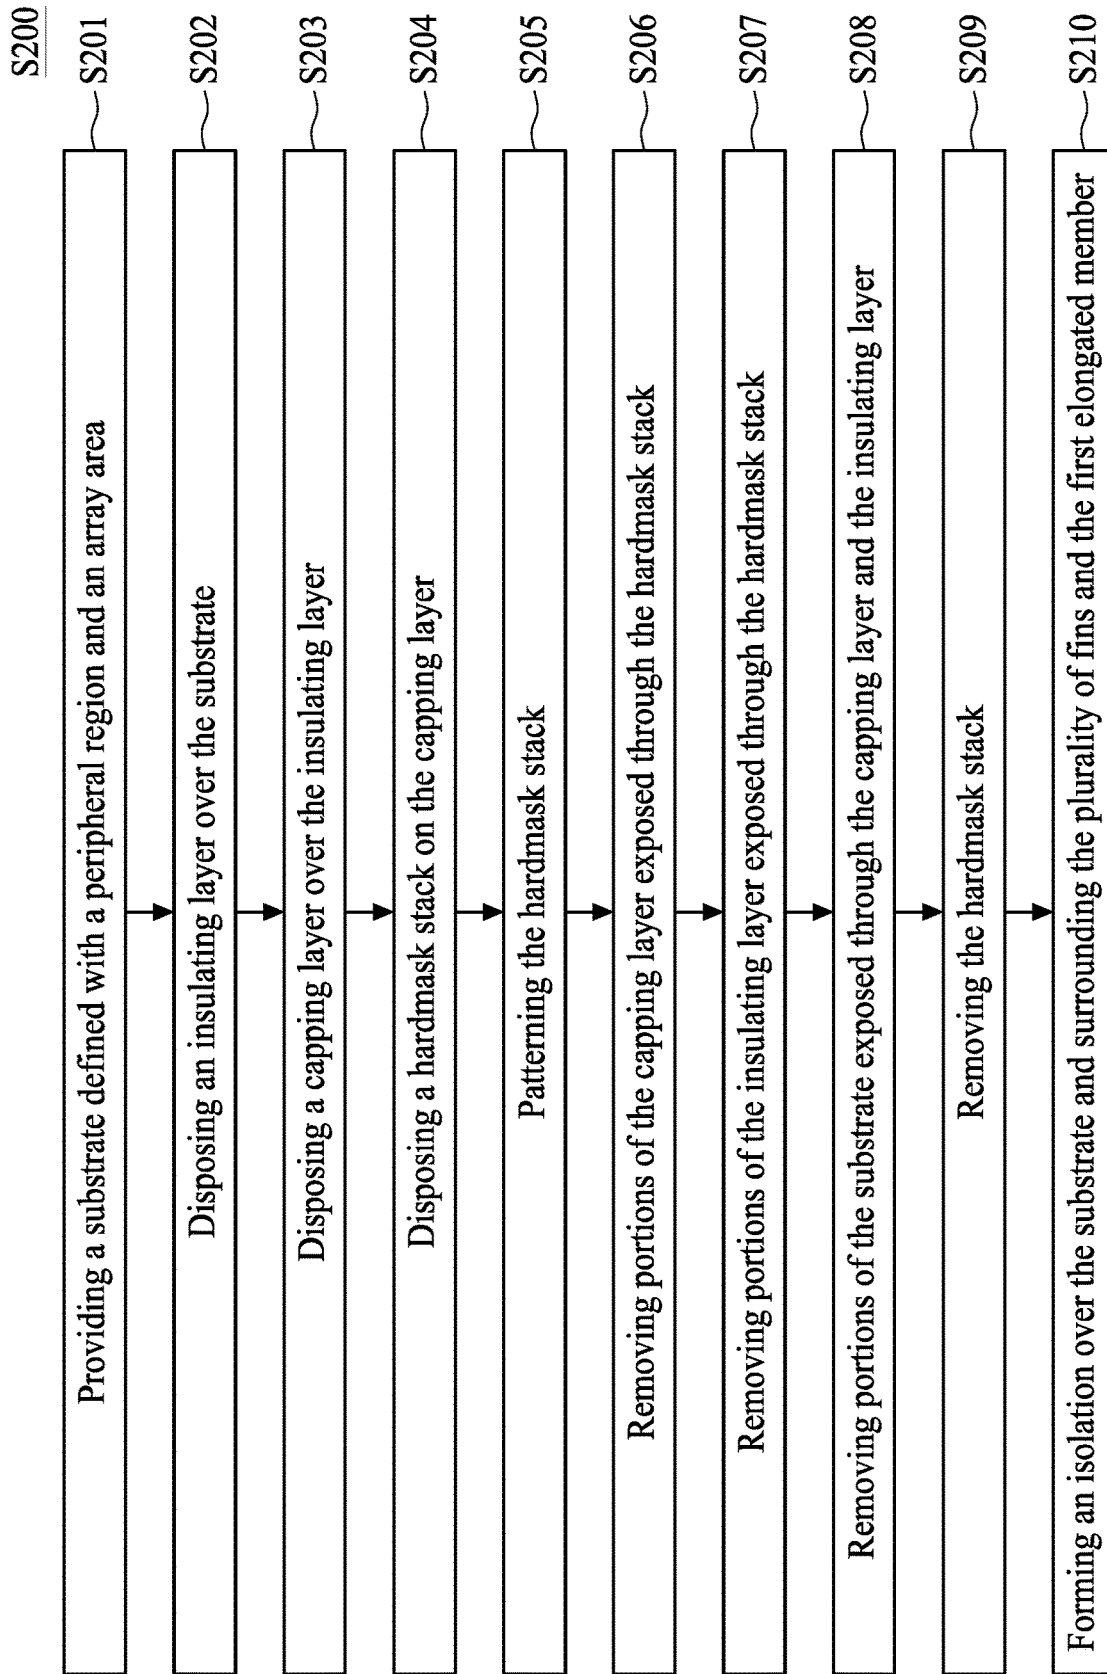 S200
Providing a substrate defined with a peripheral region and an array area
S201
Disposing an insulating layer over the substrate
S202
Disposing a capping layer over the insulating layer
S203
Disposing a hardmask stack on the capping layer
S204
Patterning the hardmask stack
S205
Removing portions of the capping layer exposed through the hardmask stack
S206
Removing portions of the insulating layer exposed through the hardmask stack
S207
Removing portions of the substrate exposed through the capping layer and the insulating layer
S208
Removing the hardmask stack
S209
Forming an isolation over the substrate and surrounding the plurality of fins and the first elongated member
S210